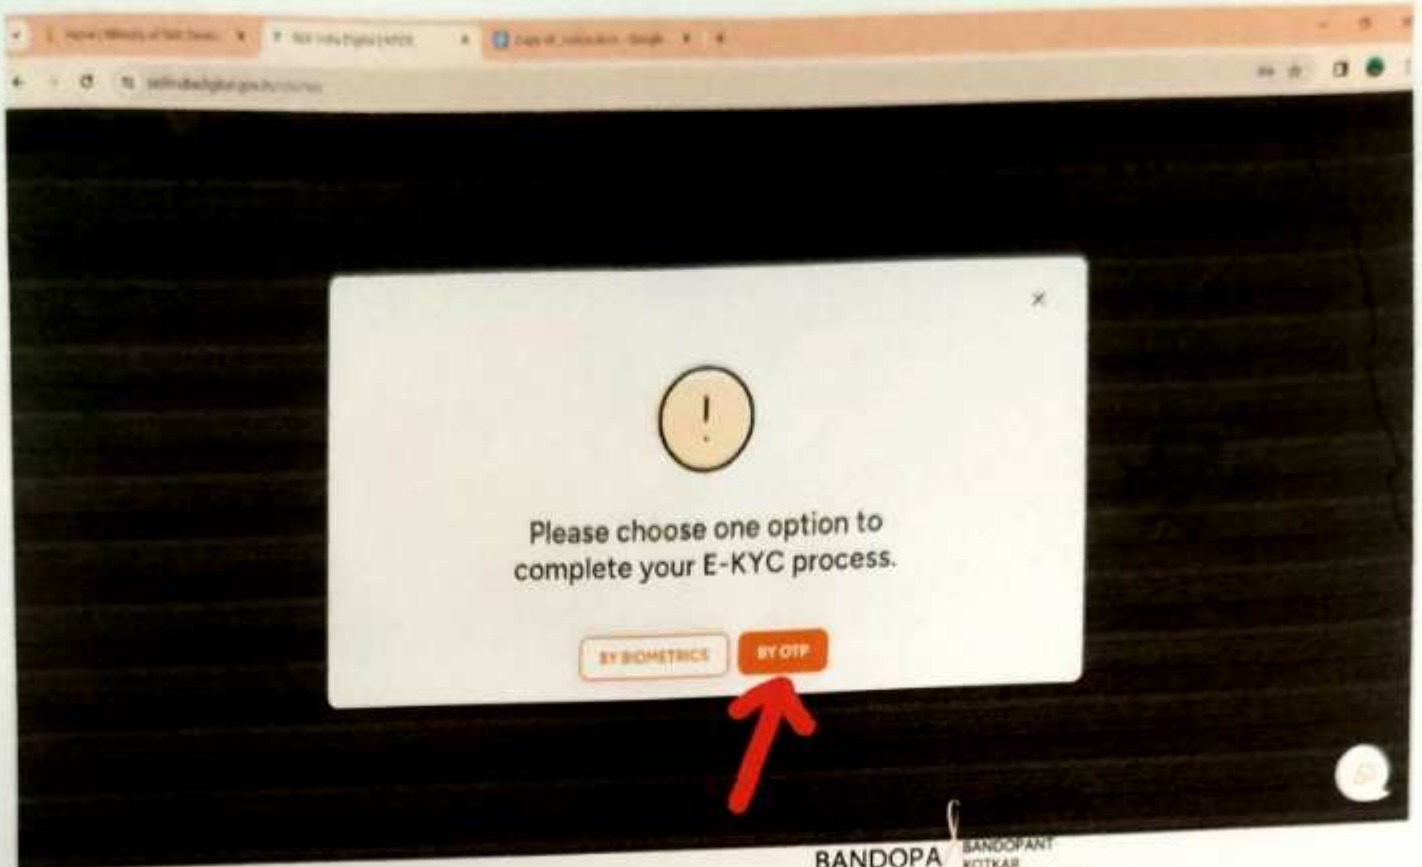 Please choose one option to
complete your E-KYC process.
BY BIOMETRICS
BY OTP
BANDOPA
BANDOPANT
KOTKAR